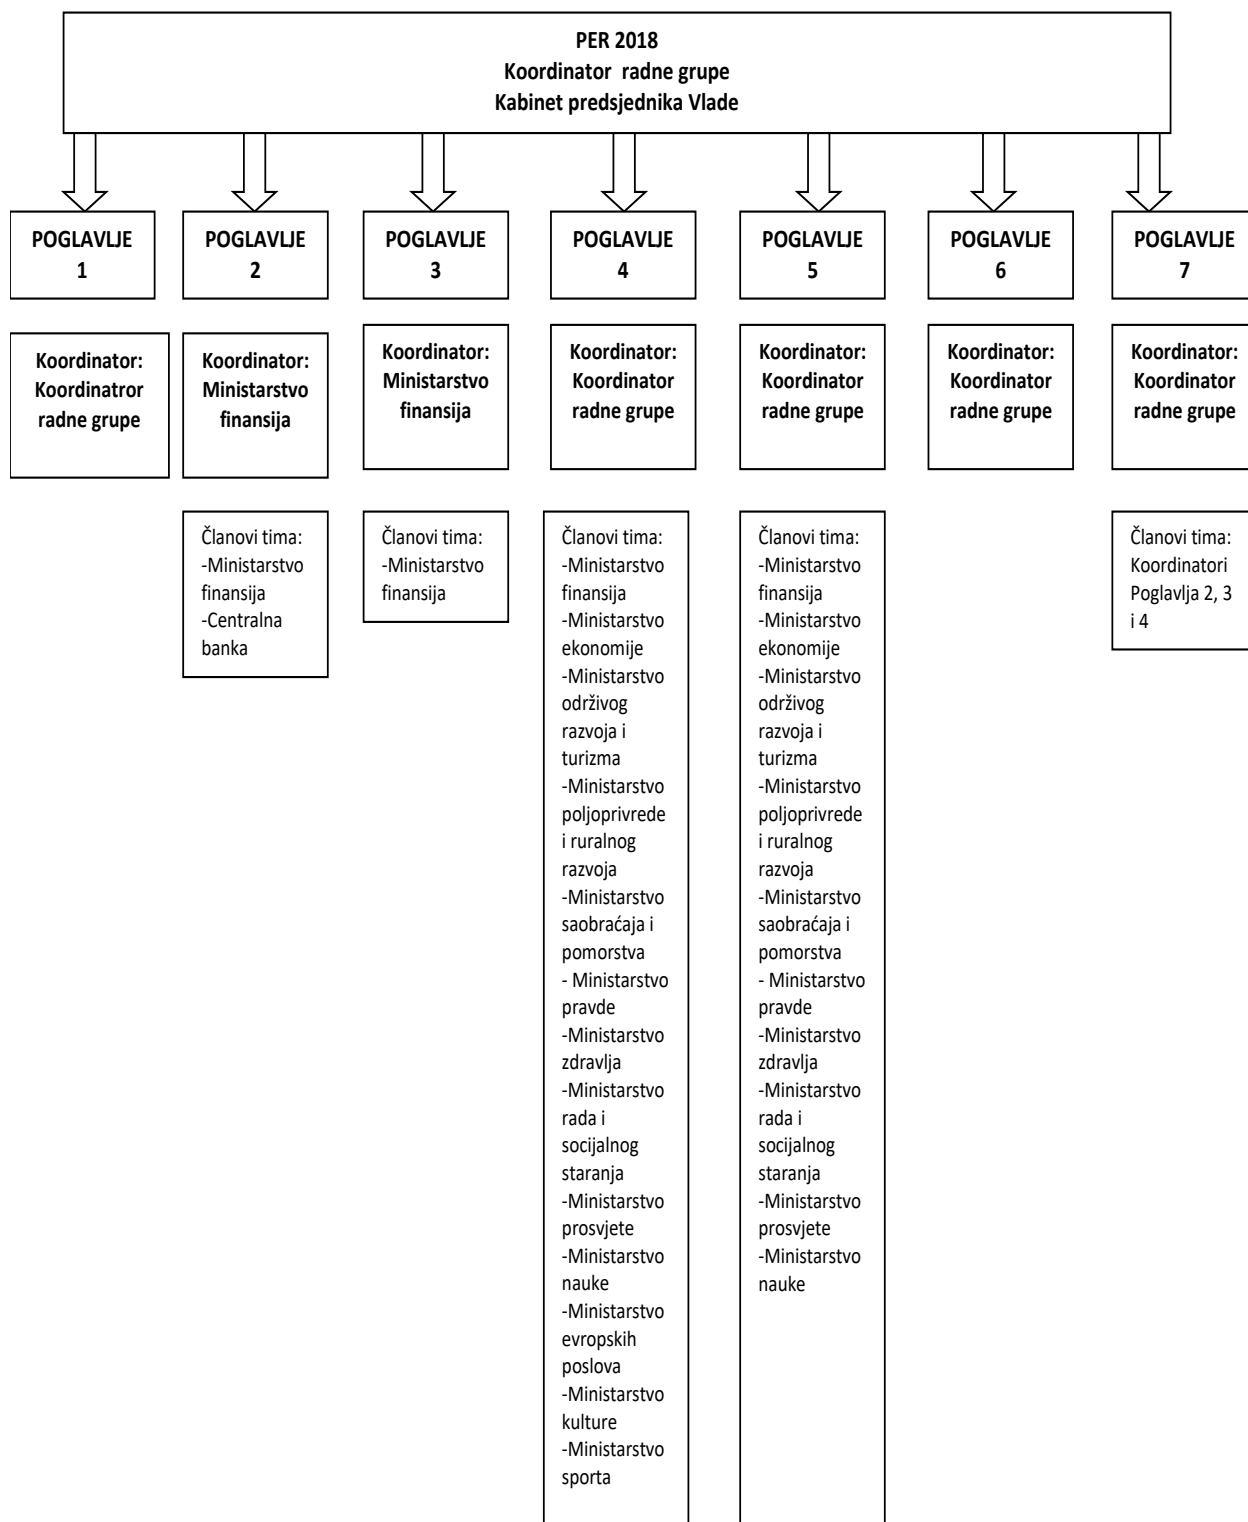 PER 2018
Koordinator radne grupe
Kabinet predsjednika Vlade
POGLAVLJE
1
POGLAVLJE
2
POGLAVLJE
3
POGLAVLJE
4
POGLAVLJE
5
POGLAVLJE
6
POGLAVLJE
7
Koordinator:
Koordinatror
radne grupe
Koordinator:
Ministarstvo
finansija
Koordinator:
Ministarstvo
finansija
Koordinator:
Koordinator
radne grupe
Koordinator:
Koordinator
radne grupe
Koordinator:
Koordinator
radne grupe
Koordinator:
Koordinator
radne grupe
Članovi tima:
-Ministarstvo
finansija
-Centralna
banka
Članovi tima:
-Ministarstvo
finansija
Članovi tima:
-Ministarstvo
finansija
-Ministarstvo
ekonomije
-Ministarstvo
održivog
razvoja i
turizma
-Ministarstvo
poljoprivrede
i ruralnog
razvoja
-Ministarstvo
saobraćaja i
pomorstva
- Ministarstvo
pravde
-Ministarstvo
zdravlja
-Ministarstvo
rada i
socijalnog
staranja
-Ministarstvo
prosvjete
-Ministarstvo
nauke
-Ministarstvo
evropskih
poslova
-Ministarstvo
kulture
-Ministarstvo
sporta
Članovi tima:
-Ministarstvo
finansija
-Ministarstvo
ekonomije
-Ministarstvo
održivog
razvoja i
turizma
-Ministarstvo
poljoprivrede
i ruralnog
razvoja
-Ministarstvo
saobraćaja i
pomorstva
- Ministarstvo
pravde
-Ministarstvo
zdravlja
-Ministarstvo
rada i
socijalnog
staranja
-Ministarstvo
prosvjete
-Ministarstvo
nauke
Članovi tima:
Koordinatori
Poglavlja 2, 3
i 4